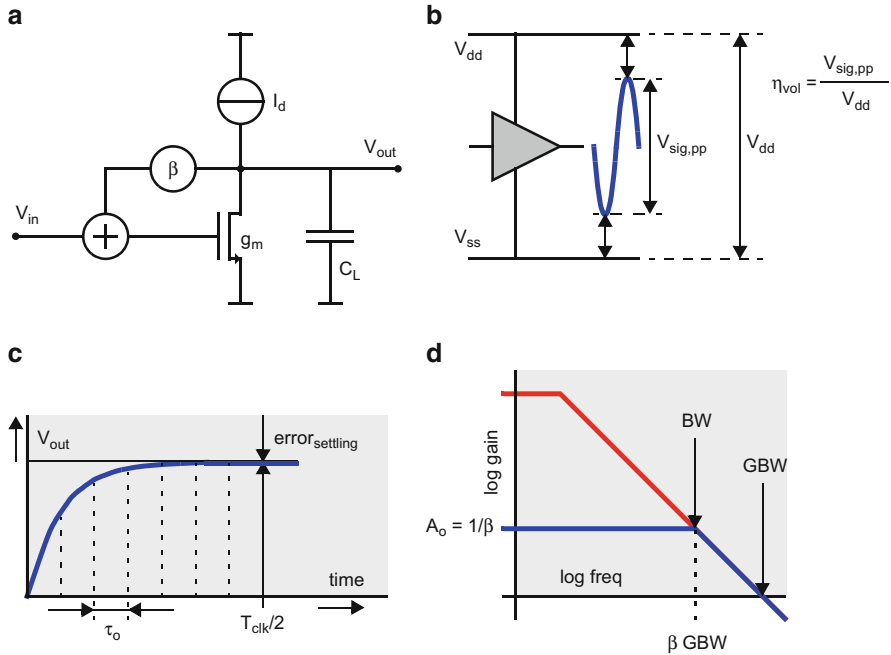 a
I_d
V_out
β
V_in
+
g_m
C_L
b
V_dd
V_sig,pp
V_dd
V_ss
η_vol = V_sig,pp / V_dd
c
V_out
error_settling
time
τ_o
T_clk/2
d
log gain
BW
GBW
A_o = 1/β
log freq
β GBW